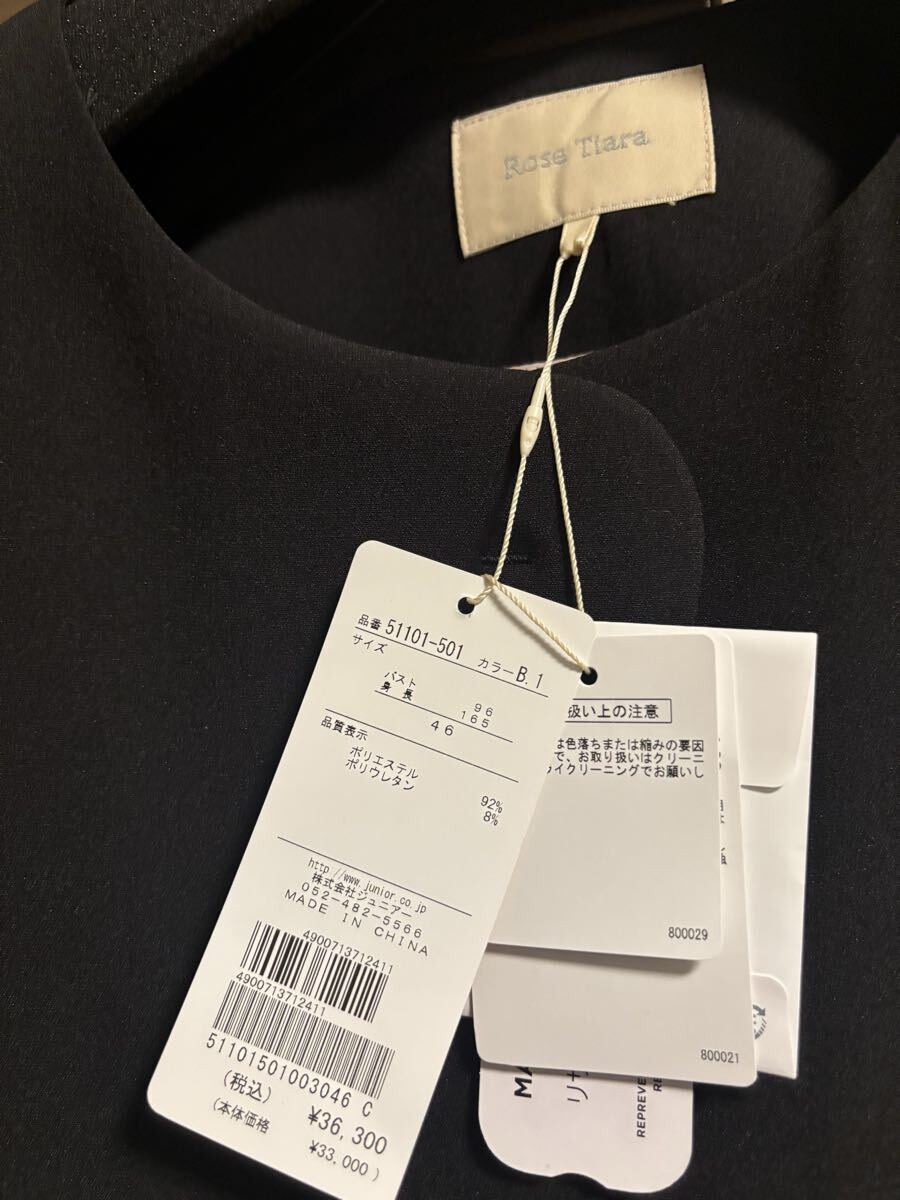 Rose Tiara
品番 51101-501 カラー B.1
サイズ
バスト 96
身長 165
46
品質表示
ポリエステル 92%
ポリウレタン 8%
http://www.junior.co.jp
株式会社ジュニアー
052-482-5566
MADE IN CHINA
4900713712411
4900713712411
51101501003046 C
(税込) ¥36,300
(本体価格 ¥33,000)
扱い上の注意
は色落ちまたは縮みの要因
で、お取り扱いはクリーニ
ライクリーニングでお願いし
800029
800021
MA
リサ
REPREVE
RE